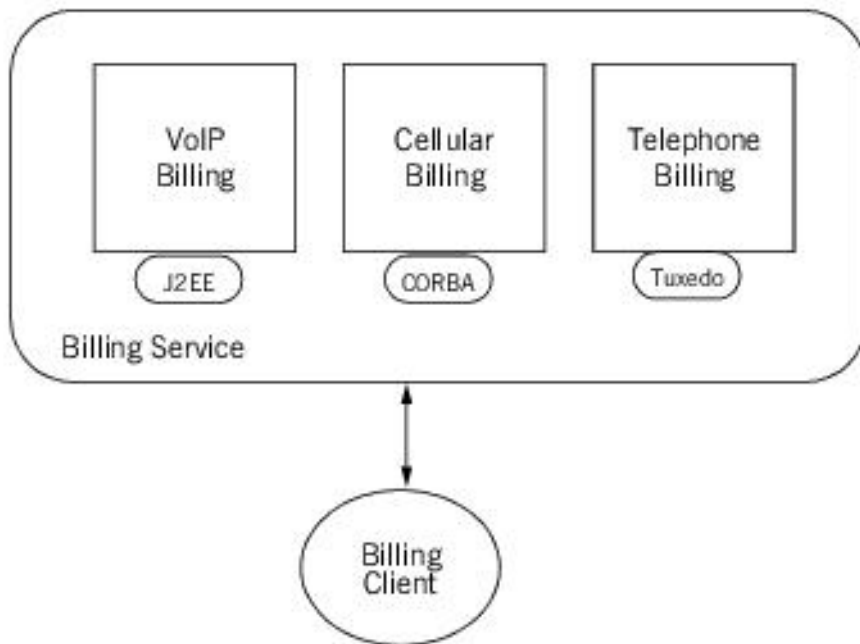 VoIP
Billing
Cellular
Billing
Telephone
Billing
J2EE
CORBA
Tuxedo
Billing Service
Billing
Client